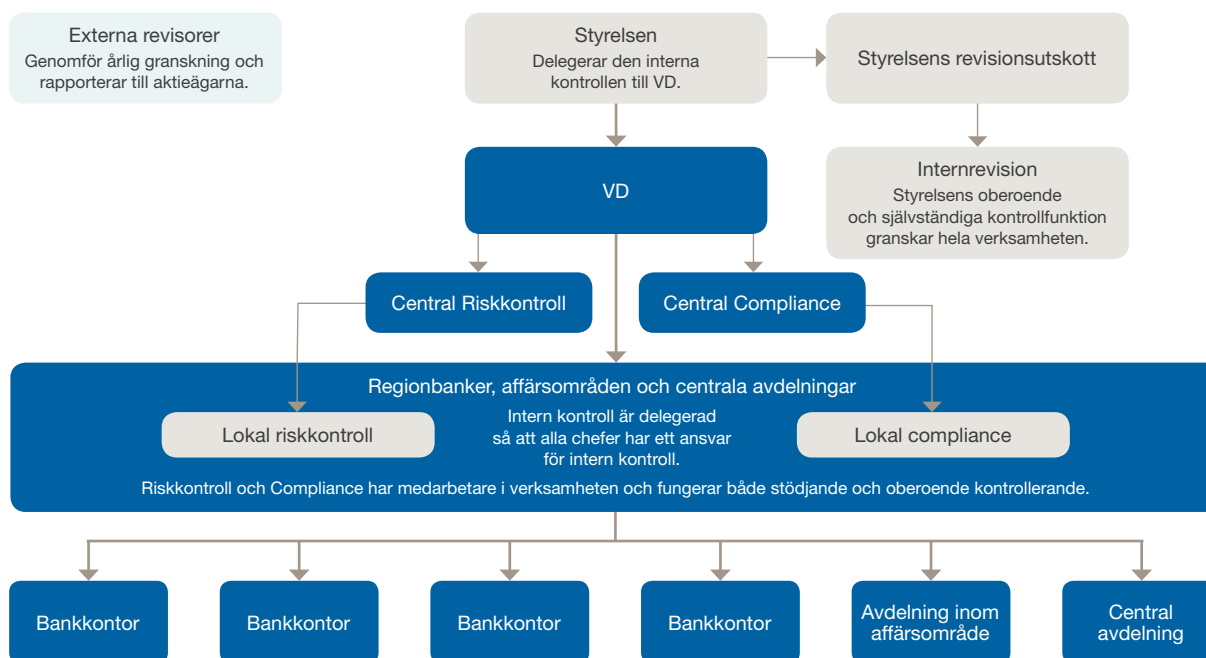 Externa revisorer
Genomför årlig granskning och
rapporterar till aktieägarna.
Styrelsen
Delegerar den interna
kontrollen till VD.
Styrelsens revisionsutskott
VD
Internrevision
Styrelsens oberoende
och självständiga kontrollfunktion
granskar hela verksamheten.
Central Riskkontroll
Central Compliance
Regionbanker, affärsområden och centrala avdelningar
Lokal riskkontroll
Intern kontroll är delegerad
så att alla chefer har ett ansvar
för intern kontroll.
Lokal compliance
Riskkontroll och Compliance har medarbetare i verksamheten och fungerar både stödjande och oberoende kontrollerande.
Bankkontor
Bankkontor
Bankkontor
Bankkontor
Avdelning inom
affärsområde
Central
avdelning